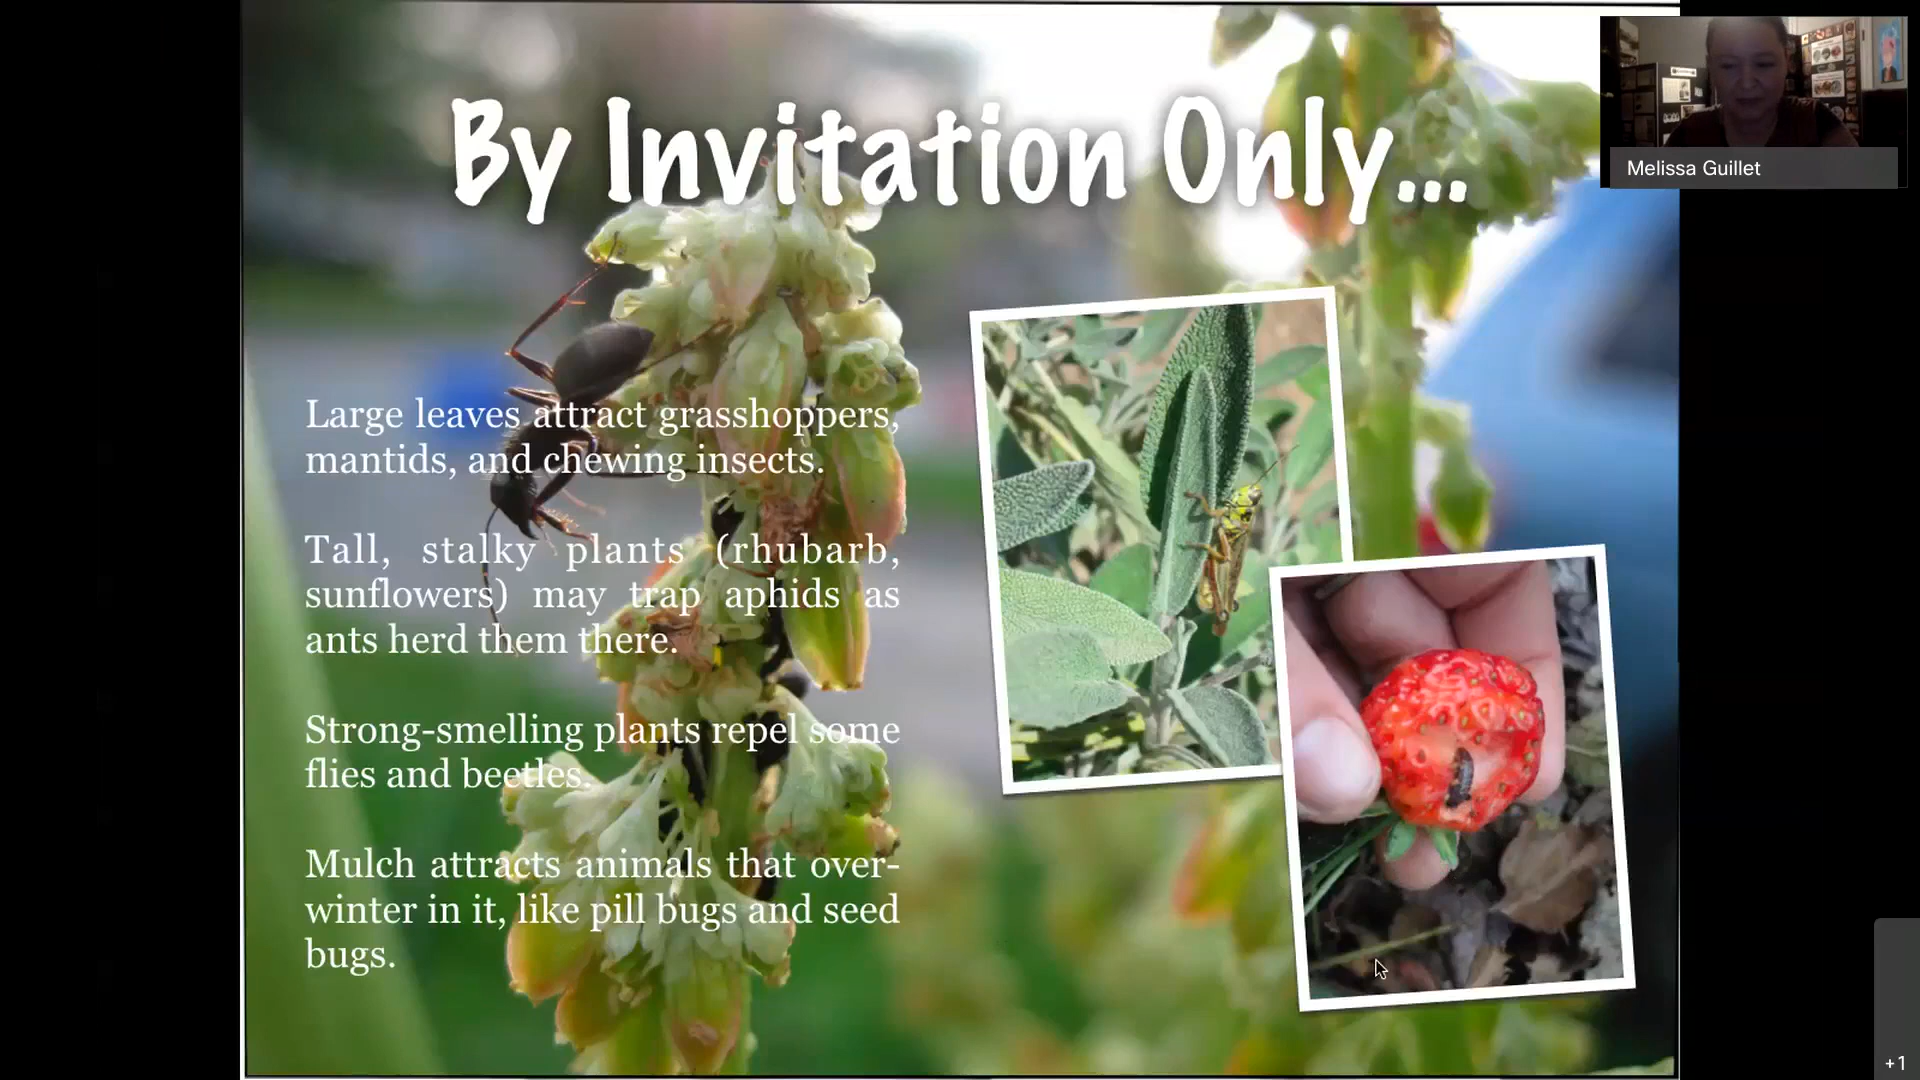 By Invitation Only...
Melissa Guillet
Large leaves attract grasshoppers,
mantids, and chewing insects.
Tall, stalky plants (rhubarb,
sunflowers) may trap aphids as
ants herd them there.
Strong-smelling plants repel some
flies and beetles.
Mulch attracts animals that over-
winter in it, like pill bugs and seed
bugs.
+1